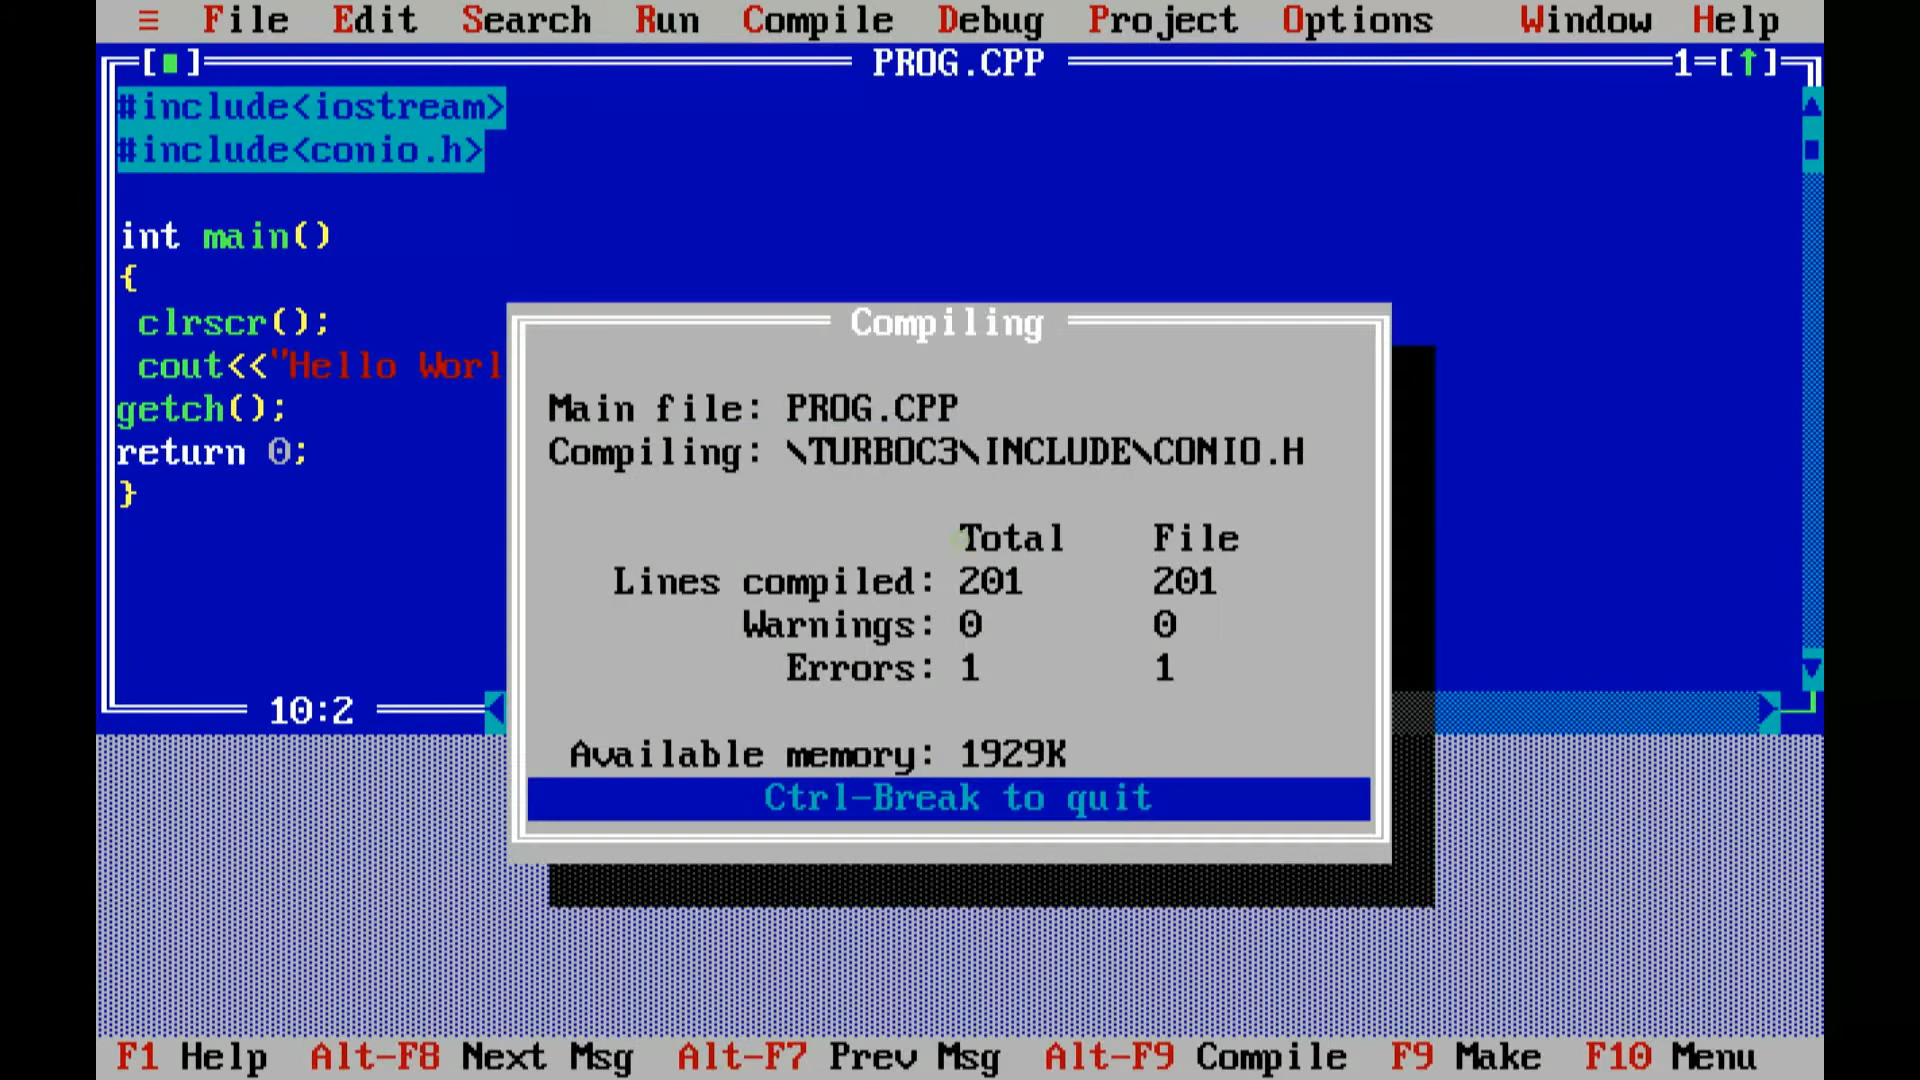 ≡ File Edit Search Run Compile Debug Project Options Window Help
[■] PROG.CPP 1=[↑]
#include<iostream>
#include<conio.h>
int main()
{
clrscr();
cout<<"Hello Worl
getch();
return 0;
}
10:2
Compiling
Main file: PROG.CPP
Compiling: \TURBOC3\INCLUDE\CONIO.H
Total File
Lines compiled: 201 201
Warnings: 0 0
Errors: 1 1
Available memory: 1929K
Ctrl-Break to quit
F1 Help Alt-F8 Next Msg Alt-F7 Prev Msg Alt-F9 Compile F9 Make F10 Menu